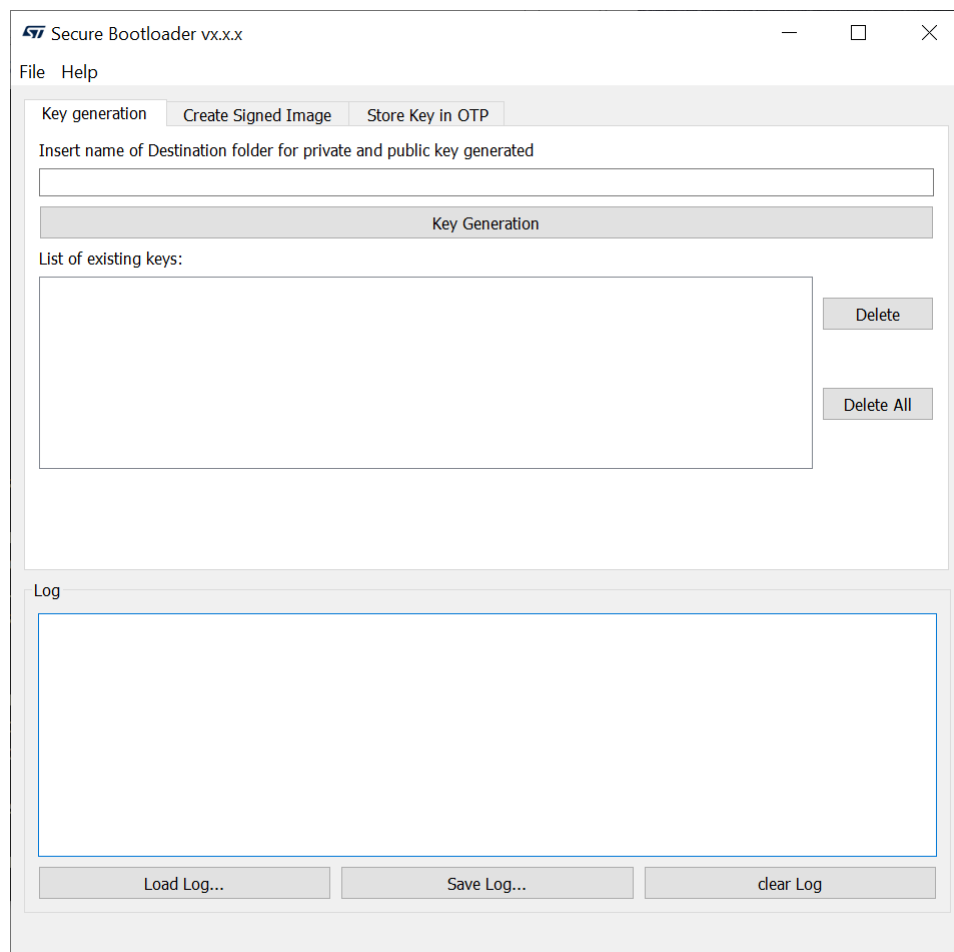 ST Secure Bootloader vx.x.x
File Help
Key generation Create Signed Image Store Key in OTP
Insert name of Destination folder for private and public key generated
Key Generation
List of existing keys:
Delete
Delete All
Log
Load Log... Save Log... clear Log